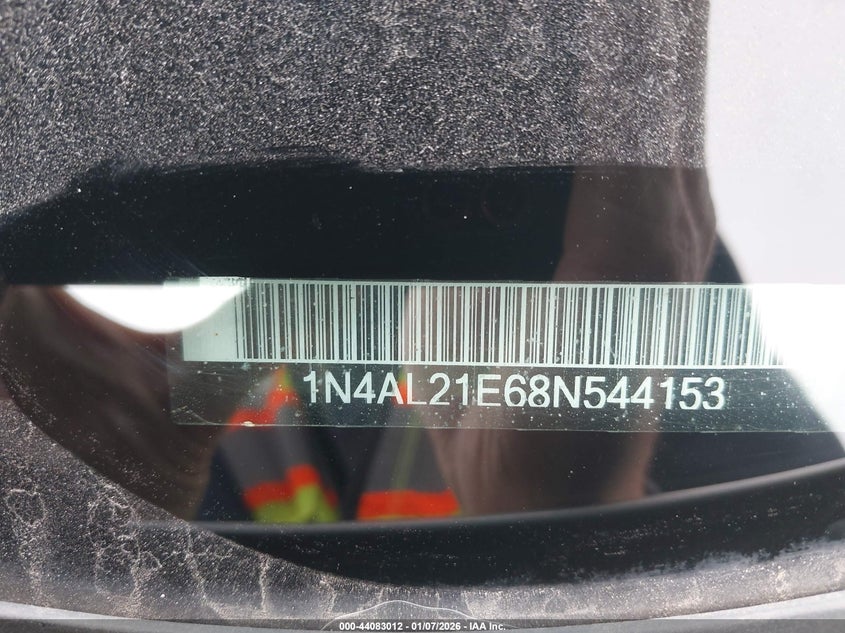 1N4AL21E68N544153
000-44083012 - 01/07/2026 - IAA Inc.